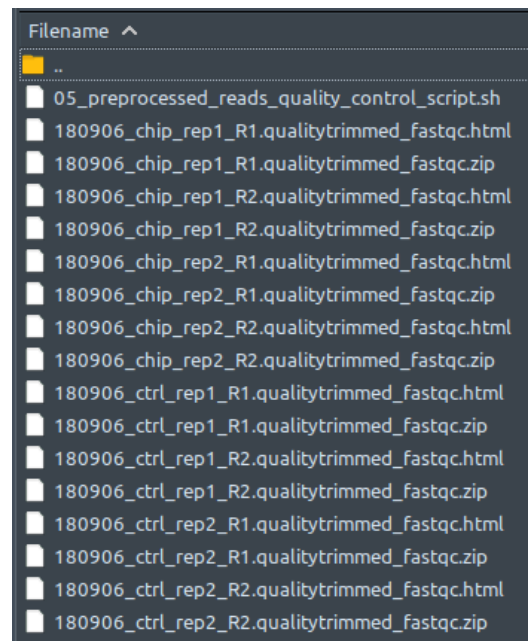 Filename
..
05_preprocessed_reads_quality_control_script.sh
180906_chip_rep1_R1.qualitytrimmed_fastqc.html
180906_chip_rep1_R1.qualitytrimmed_fastqc.zip
180906_chip_rep1_R2.qualitytrimmed_fastqc.html
180906_chip_rep1_R2.qualitytrimmed_fastqc.zip
180906_chip_rep2_R1.qualitytrimmed_fastqc.html
180906_chip_rep2_R1.qualitytrimmed_fastqc.zip
180906_chip_rep2_R2.qualitytrimmed_fastqc.html
180906_chip_rep2_R2.qualitytrimmed_fastqc.zip
180906_ctrl_rep1_R1.qualitytrimmed_fastqc.html
180906_ctrl_rep1_R1.qualitytrimmed_fastqc.zip
180906_ctrl_rep1_R2.qualitytrimmed_fastqc.html
180906_ctrl_rep1_R2.qualitytrimmed_fastqc.zip
180906_ctrl_rep2_R1.qualitytrimmed_fastqc.html
180906_ctrl_rep2_R1.qualitytrimmed_fastqc.zip
180906_ctrl_rep2_R2.qualitytrimmed_fastqc.html
180906_ctrl_rep2_R2.qualitytrimmed_fastqc.zip